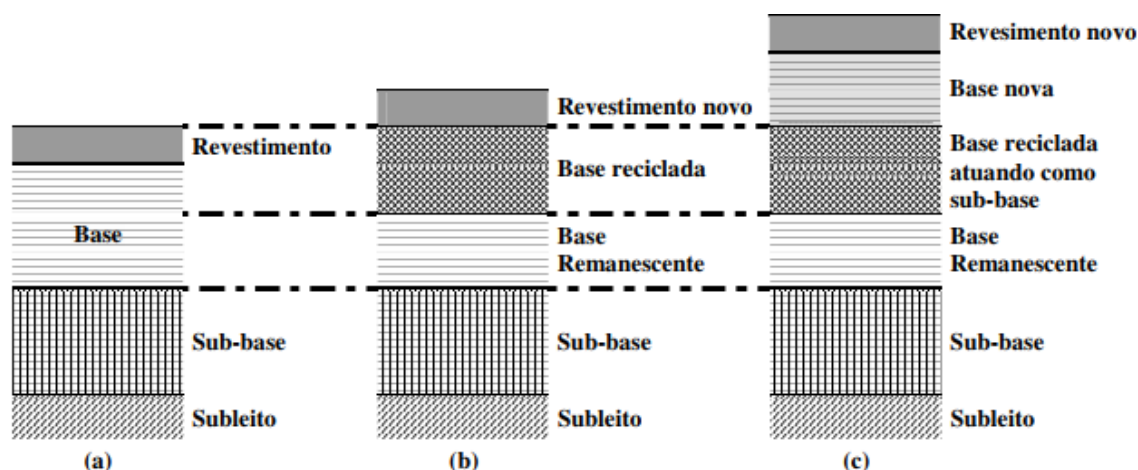 Revestimento
Base
Sub-base
Subleito
(a)
Revestimento novo
Base reciclada
Base
Remanescente
Sub-base
Subleito
(b)
Revesimento novo
Base nova
Base reciclada
atuando como
sub-base
Base
Remanescente
Sub-base
Subleito
(c)